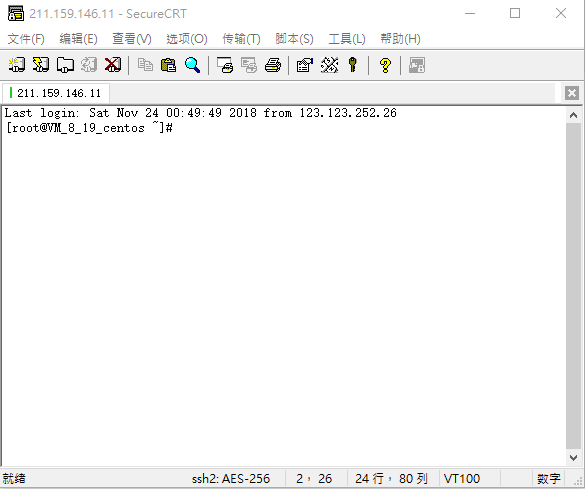 211.159.146.11 - SecureCRT
文件(F) 编辑(E) 查看(V) 选项(O) 传输(T) 脚本(S) 工具(L) 帮助(H)
211.159.146.11
Last login: Sat Nov 24 00:49:49 2018 from 123.123.252.26
[root@VM_8_19_centos ~]#
就绪 ssh2: AES-256 2， 26 24 行， 80 列 VT100 数字